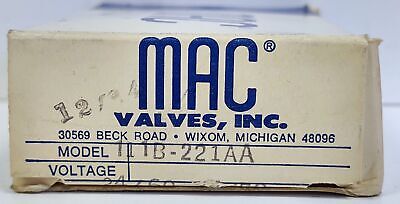 MAC®
VALVES, INC.
30569 BECK ROAD • WIXOM, MICHIGAN 48096
MODEL 111B-221AA
VOLTAGE